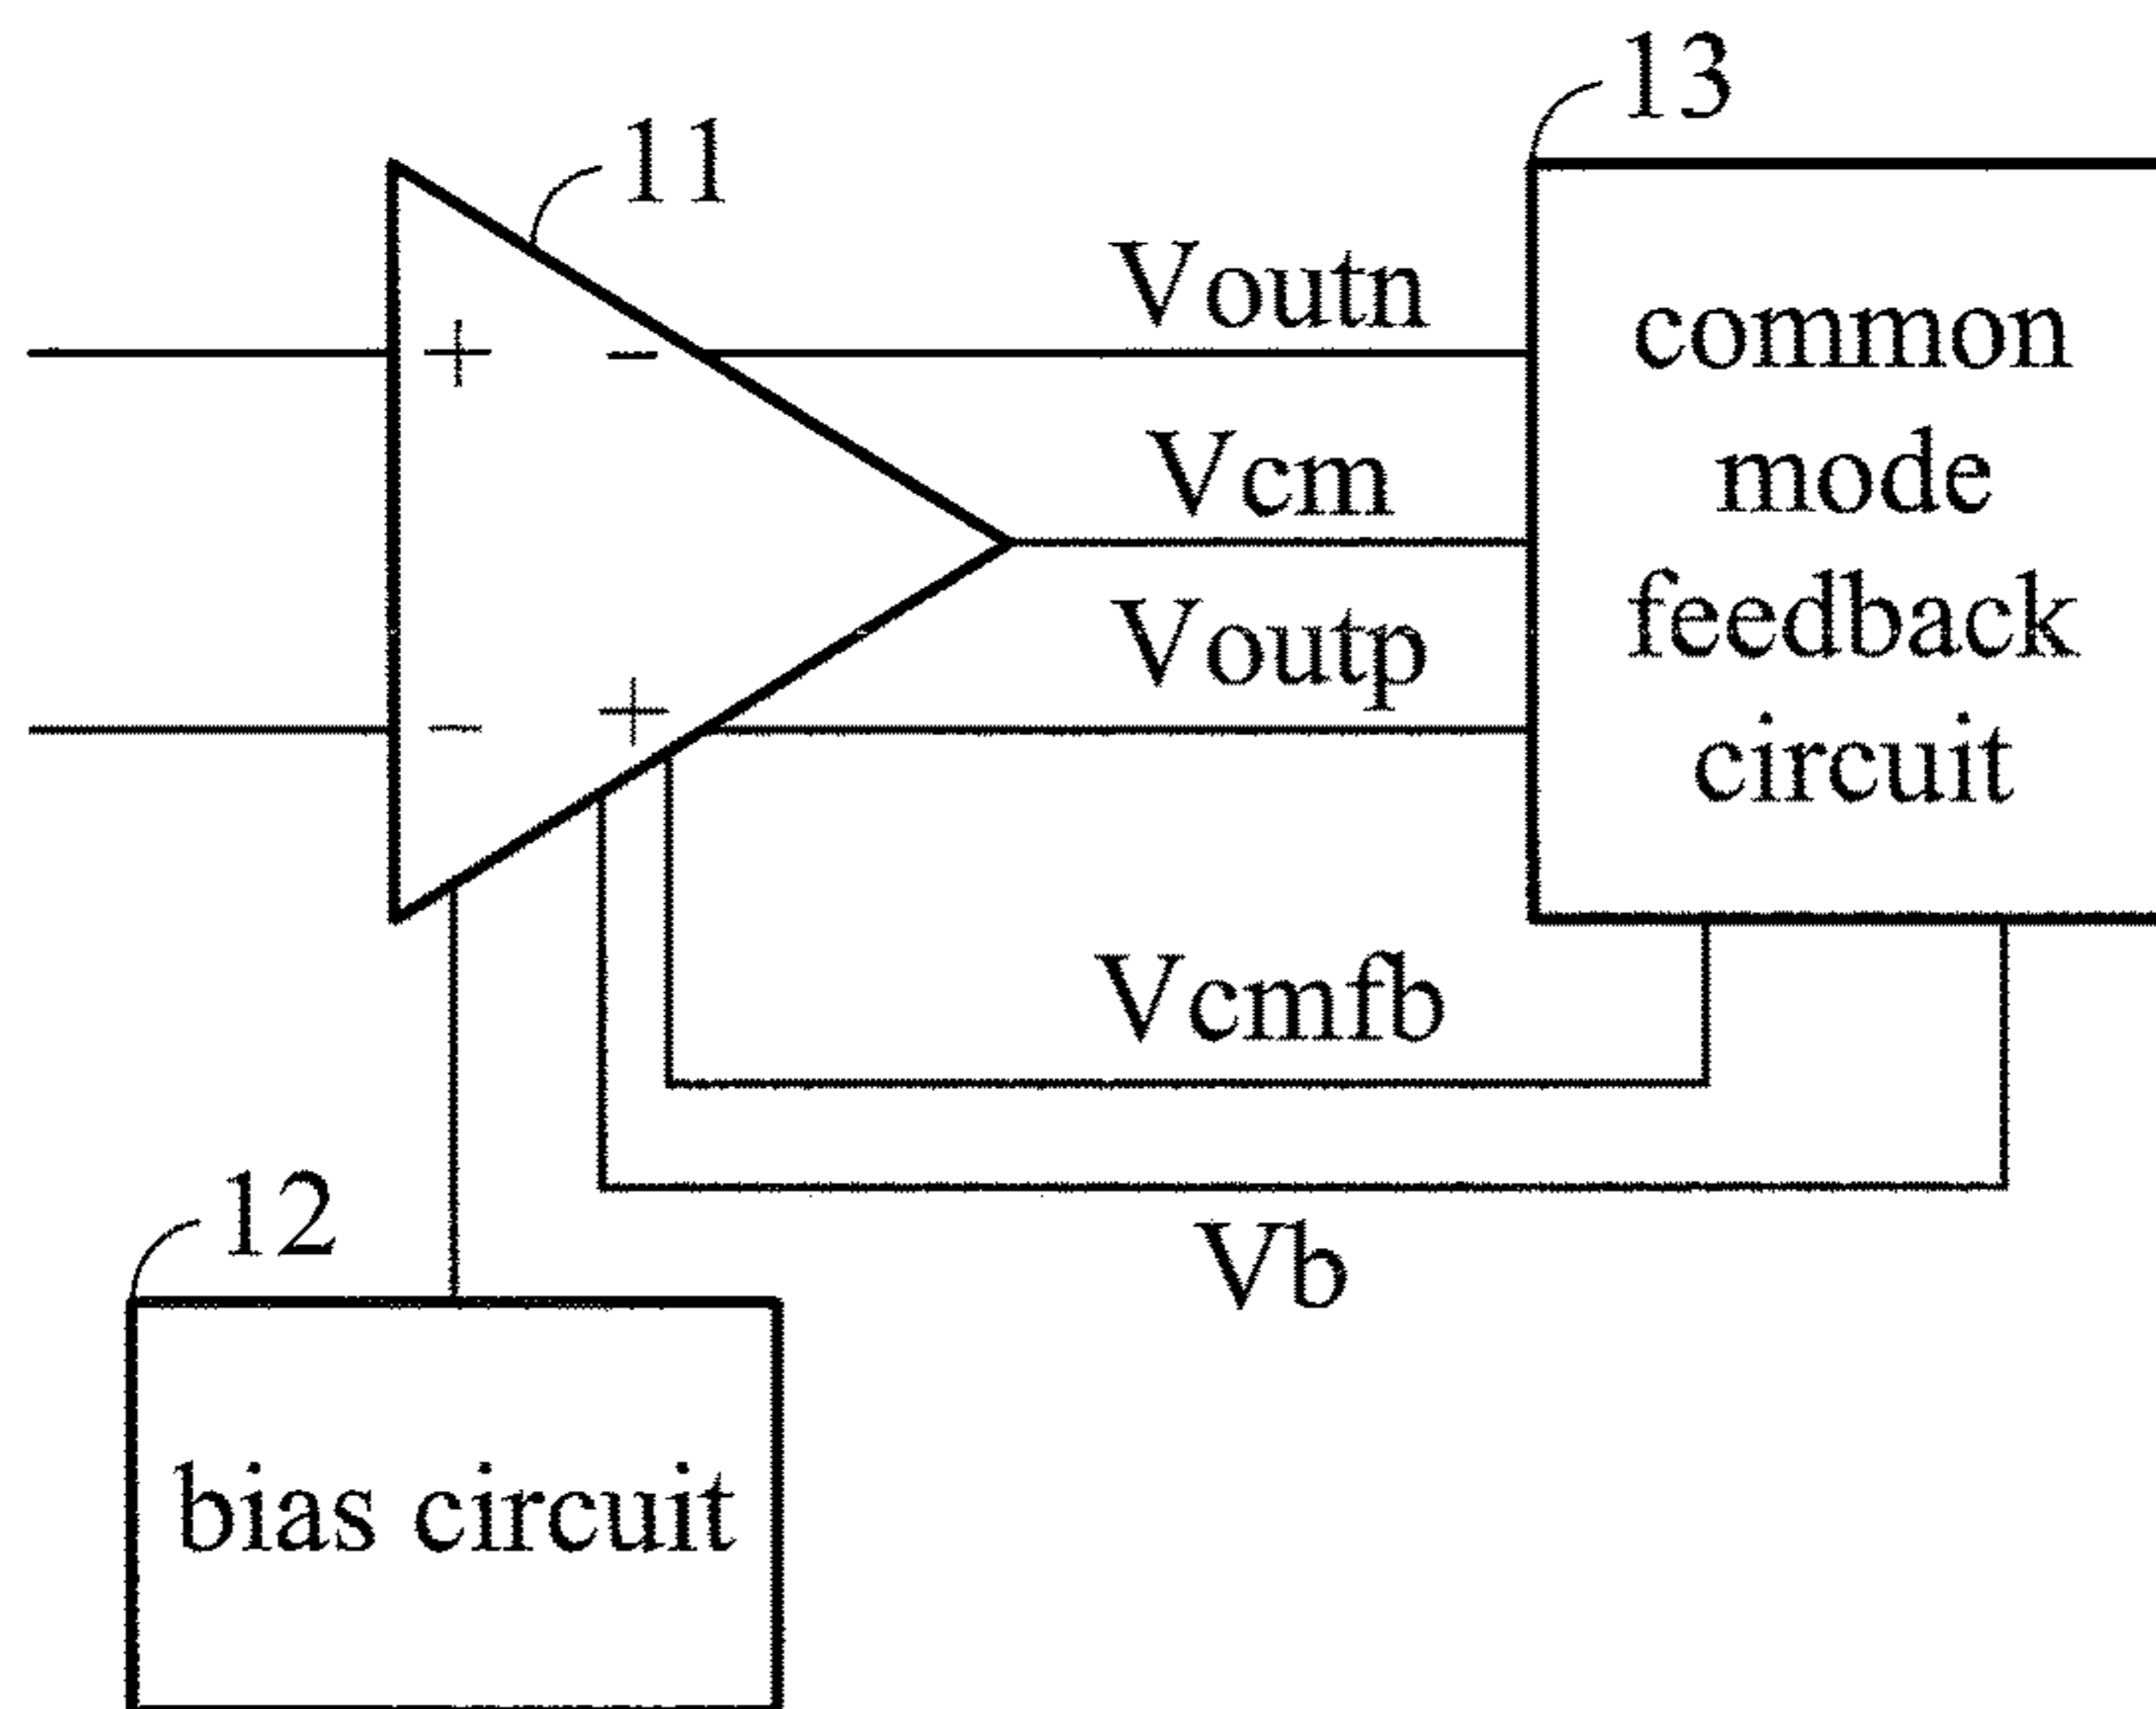 13
11
Voutn
Vcm
Voutp
common
mode
feedback
circuit
+
−
−
+
Vcmfb
Vb
12
bias circuit